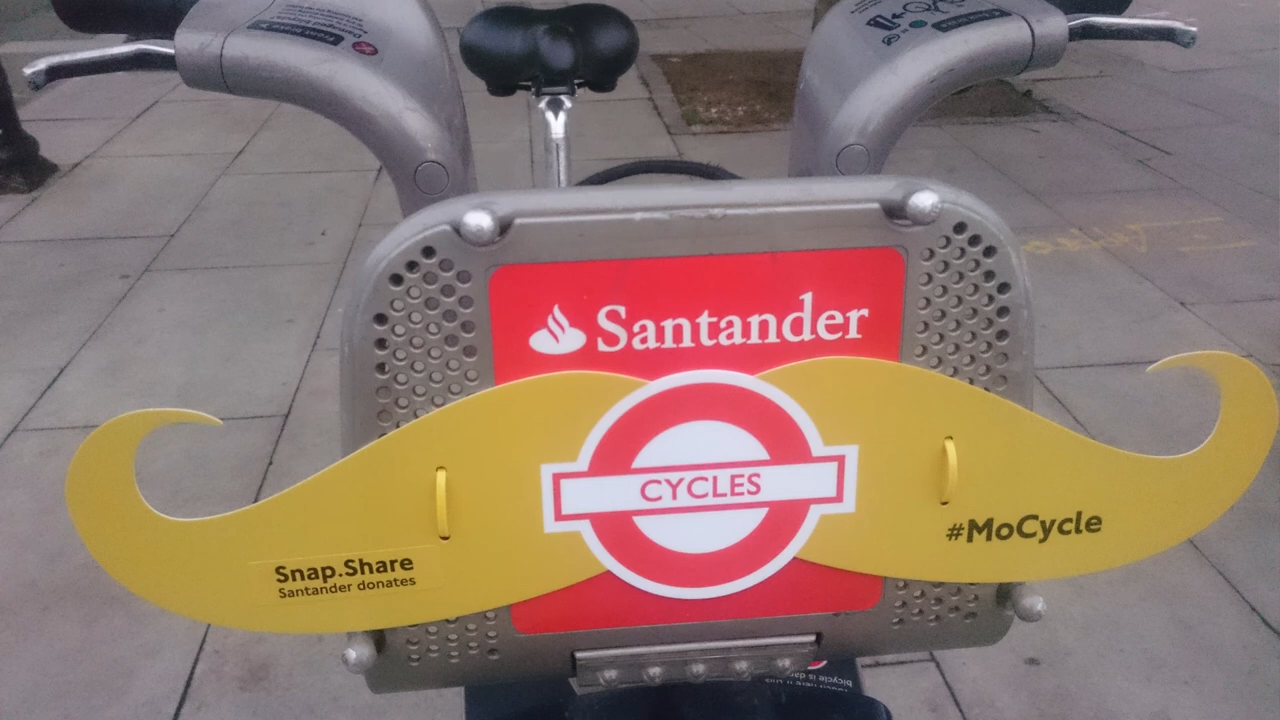 Santander
CYCLES
Snap.Share
Santander donates
#MoCycle